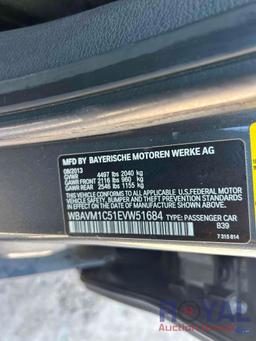 MFD BY BAYERISCHE MOTOREN WERKE AG
08/2013
GVWR 4497 lbs 2040 kg
GAWR FRONT 2116 lbs 960 kg
GAWR REAR 2546 lbs 1155 kg
THIS VEHICLE CONFORMS TO ALL APPLICABLE U.S. FEDERAL MOTOR
VEHICLE SAFETY, BUMPER AND THEFT PREVENTION STANDARDS IN
EFFECT ON THE DATE OF MANUFACTURE SHOWN ABOVE.
WBAVM1C51EVW51684 TYPE: PASSENGER CAR
B39
7 315 814
ROYAL
Auction Group